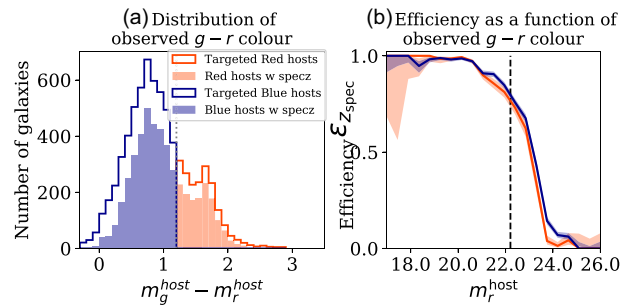 (a) Distribution of
observed g − r colour
Targeted Red hosts
Red hosts w specz
Targeted Blue hosts
Blue hosts w specz
Number of galaxies
600
400
200
0
0
1
2
3
m_g^host − m_r^host
(b) Efficiency as a function of
observed g − r colour
Efficiency ε_z_spec
1.0
0.5
0.0
18.0 20.0 22.0 24.0 26.0
m_r^host